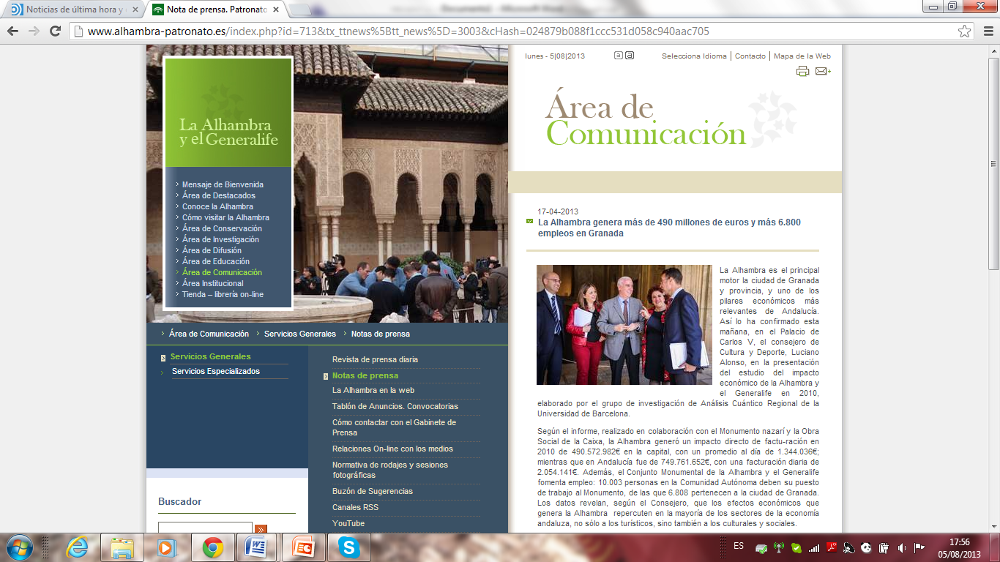 Noticias de última hora y
Nota de prensa. Patronato
www.alhambra-patronato.es/index.php?id=713&tx_ttnews%5Btt_news%5D=3003&cHash=024879b088f1ccc531d058c940aac705
La Alhambra
y el Generalife
Mensaje de Bienvenida
Área de Destacados
Conoce la Alhambra
Cómo visitar la Alhambra
Área de Conservación
Área de Investigación
Área de Difusión
Área de Educación
Área de Comunicación
Área Institucional
Tienda – librería on-line
Área de Comunicación
Servicios Generales
Notas de prensa
Servicios Generales
Servicios Especializados
Buscador
Revista de prensa diaria
Notas de prensa
La Alhambra en la web
Tablón de Anuncios. Convocatorias
Cómo contactar con el Gabinete de
Prensa
Relaciones On-line con los medios
Normativa de rodajes y sesiones
fotográficas
Buzón de Sugerencias
Canales RSS
YouTube
lunes - 5|08|2013
a a
Selecciona Idioma | Contacto | Mapa de la Web
Área de
Comunicación
17-04-2013
La Alhambra genera más de 490 millones de euros y más 6.800
empleos en Granada
La Alhambra es el principal
motor la ciudad de Granada
y provincia, y uno de los
pilares económicos más
relevantes de Andalucía.
Así lo ha confirmado esta
mañana, en el Palacio de
Carlos V, el consejero de
Cultura y Deporte, Luciano
Alonso, en la presentación
del estudio del impacto
económico de la Alhambra y
el Generalife en 2010,
elaborado por el grupo de investigación de Análisis Cuántico Regional de la
Universidad de Barcelona.
Según el informe, realizado en colaboración con el Monumento nazarí y la Obra
Social de la Caixa, la Alhambra generó un impacto directo de factu-ración en
2010 de 490.572.982€ en la capital, con un promedio al día de 1.344.036€;
mientras que en Andalucía fue de 749.761.652€, con una facturación diaria de
2.054.141€. Además, el Conjunto Monumental de la Alhambra y el Generalife
fomenta empleo: 10.003 personas en la Comunidad Autónoma deben su puesto
de trabajo al Monumento, de las que 6.808 pertenecen a la ciudad de Granada.
Los datos revelan, según el Consejero, que los efectos económicos que
genera la Alhambra repercuten en la mayoría de los sectores de la economía
andaluza, no sólo a los turísticos, sino también a los culturales y sociales.
ES
17:56
05/08/2013